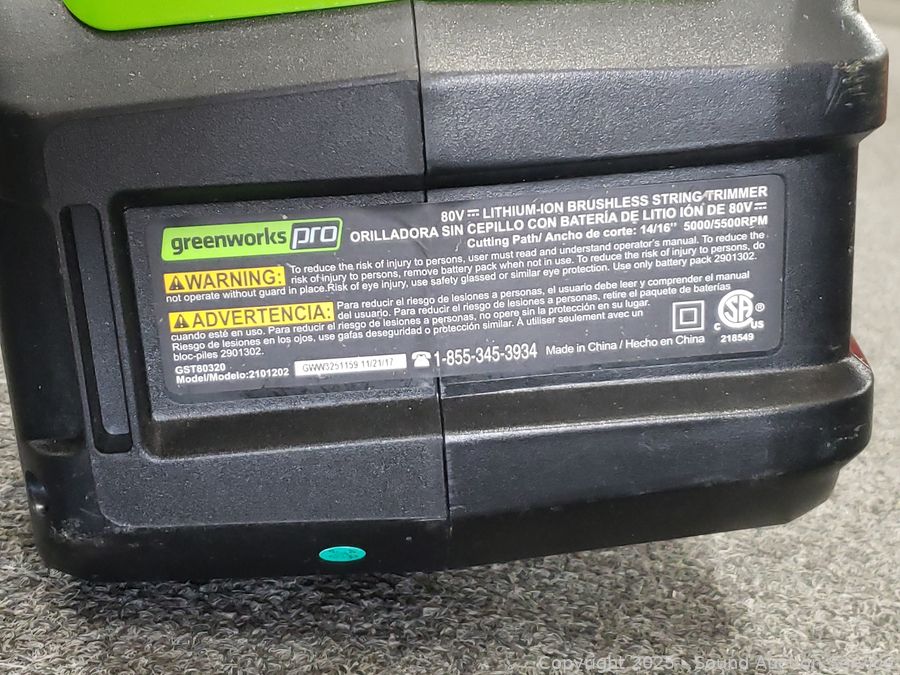 greenworks pro
80V ⎓ LITHIUM-ION BRUSHLESS STRING TRIMMER
ORILLADORA SIN CEPILLO CON BATERÍA DE LITIO IÓN DE 80V ⎓
Cutting Path/ Ancho de corte: 14/16" 5000/5500RPM
WARNING: To reduce the risk of injury to persons, user must read and understand operator's manual. To reduce the
risk of injury to persons, remove battery pack when not in use. To reduce the risk of injury to persons, do
not operate without guard in place.Risk of eye injury, use safety glassed or similar eye protection. Use only battery pack 2901302.
ADVERTENCIA: Para reducir el riesgo de lesiones a personas, el usuario debe leer y comprender el manual
del usuario. Para reducir el riesgo de lesiones a personas, retire el paquete de baterías
cuando esté en uso. Para reducir el riesgo de lesiones a personas, no opere sin la protección en su lugar.
Riesgo de lesiones en los ojos, use gafas deseguridad o protección similar. À utiliser seulement avec un
bloc-piles 2901302.
C SA ® US
218549
GST80320
Model/Modelo:2101202
GWW3251159 11/21/17
1-855-345-3934
Made in China / Hecho en China
Copyright 2025 - Sound Auction Service